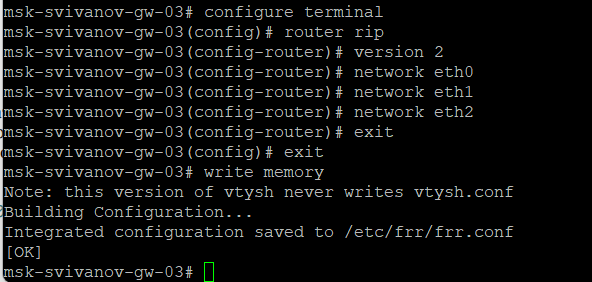 msk-svivanov-gw-03# configure terminal
msk-svivanov-gw-03(config)# router rip
msk-svivanov-gw-03(config-router)# version 2
msk-svivanov-gw-03(config-router)# network eth0
msk-svivanov-gw-03(config-router)# network eth1
msk-svivanov-gw-03(config-router)# network eth2
msk-svivanov-gw-03(config-router)# exit
msk-svivanov-gw-03(config)# exit
msk-svivanov-gw-03# write memory
Note: this version of vtysh never writes vtysh.conf
Building Configuration...
Integrated configuration saved to /etc/frr/frr.conf
[OK]
msk-svivanov-gw-03#